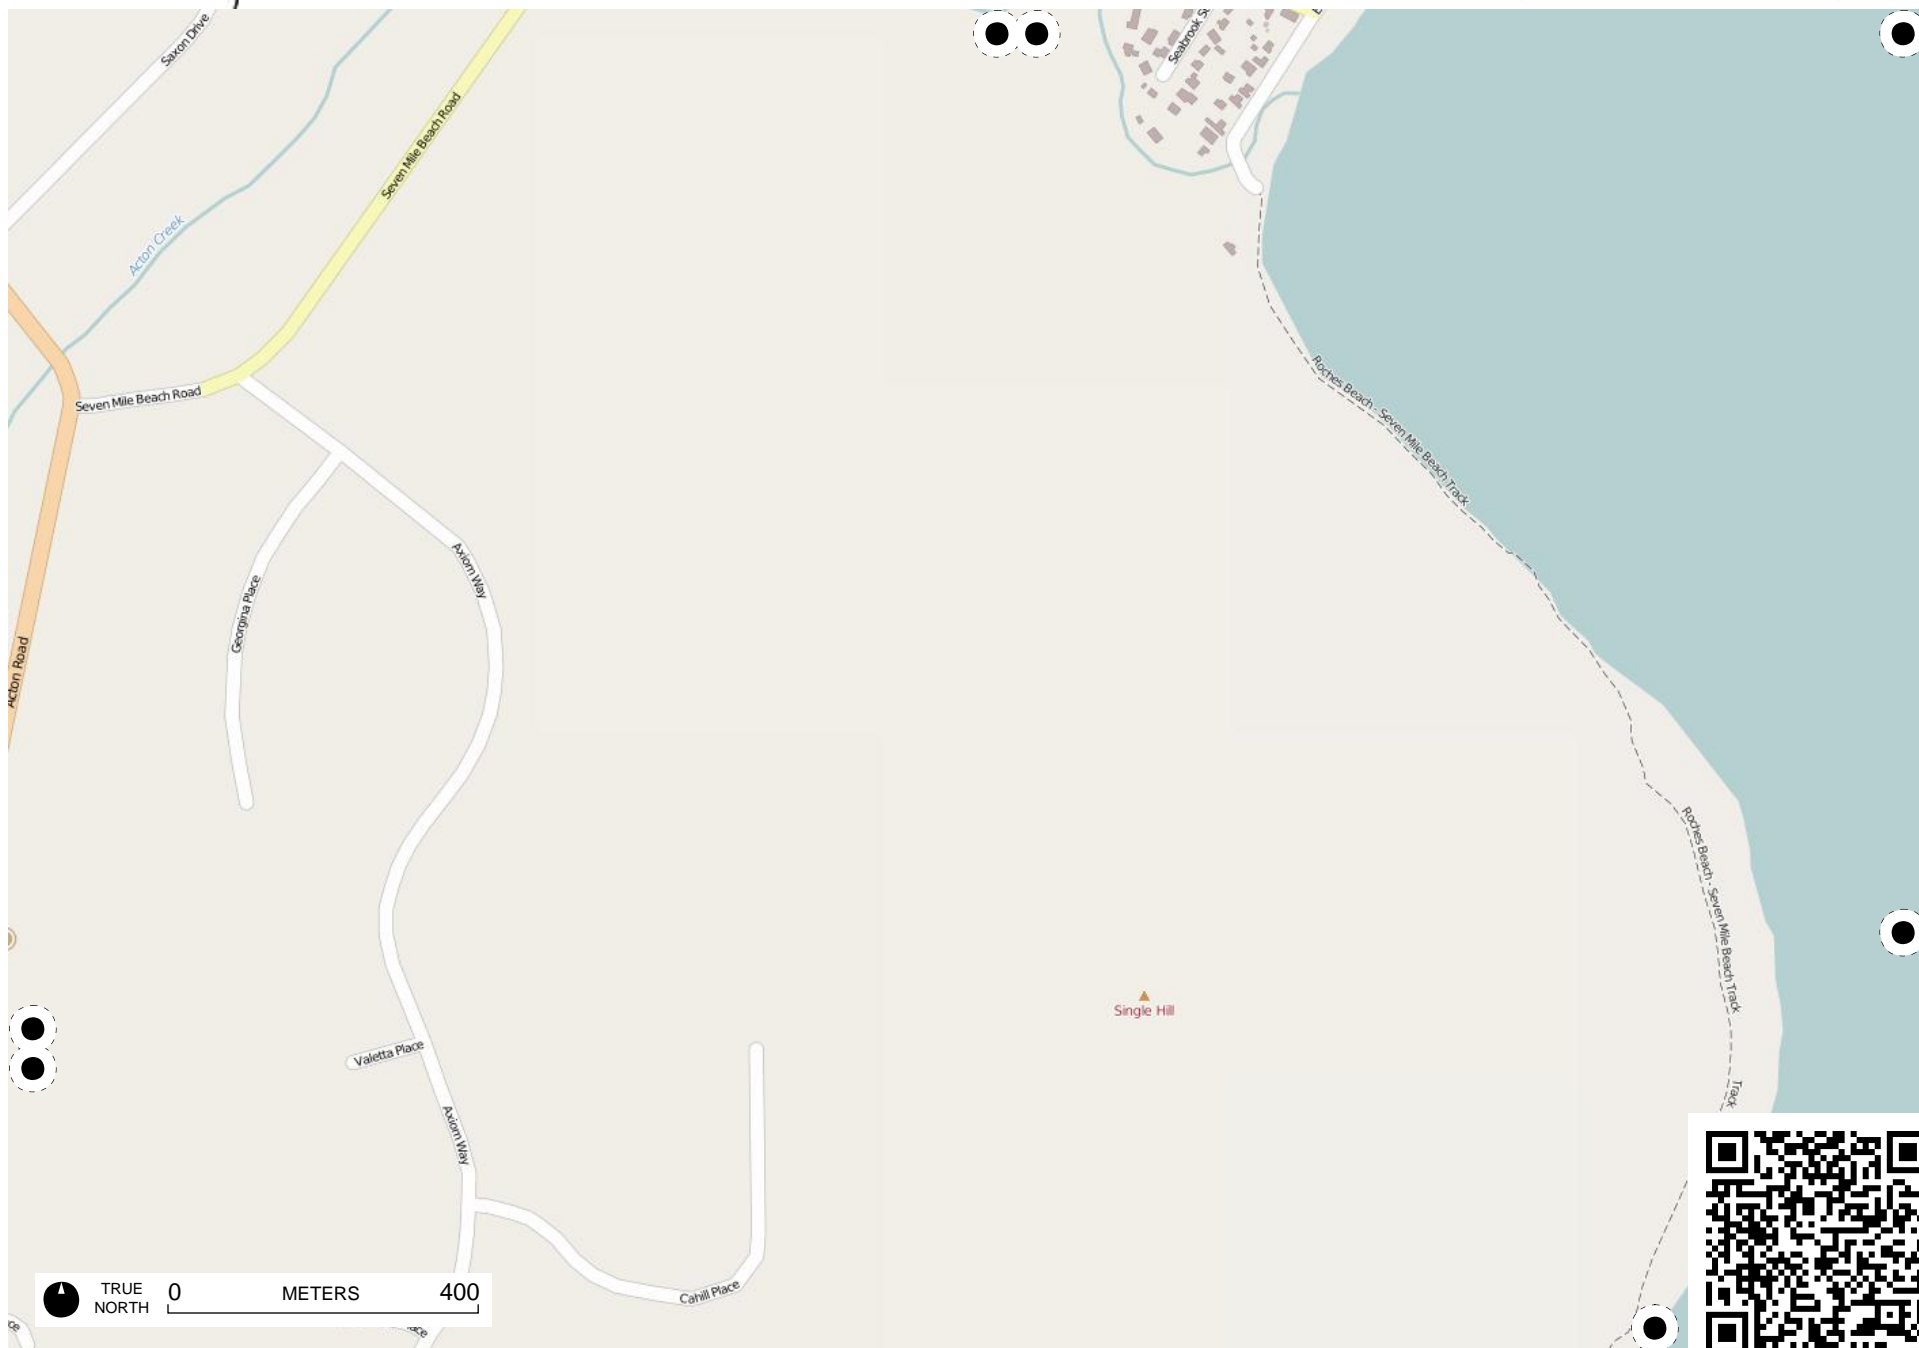 Saxon Drive
Seabrook
Seven Mile Beach Road
Acton Creek
Seven Mile Beach Road
Roches Beach - Seven Mile Beach Track
Axiom Way
Georgina Place
Acton Road
Roches Beach - Seven Mile Beach Track
Single Hill
Valetta Place
Track
Axiom Way
Cahill Place
TRUE
NORTH
0 METERS 400